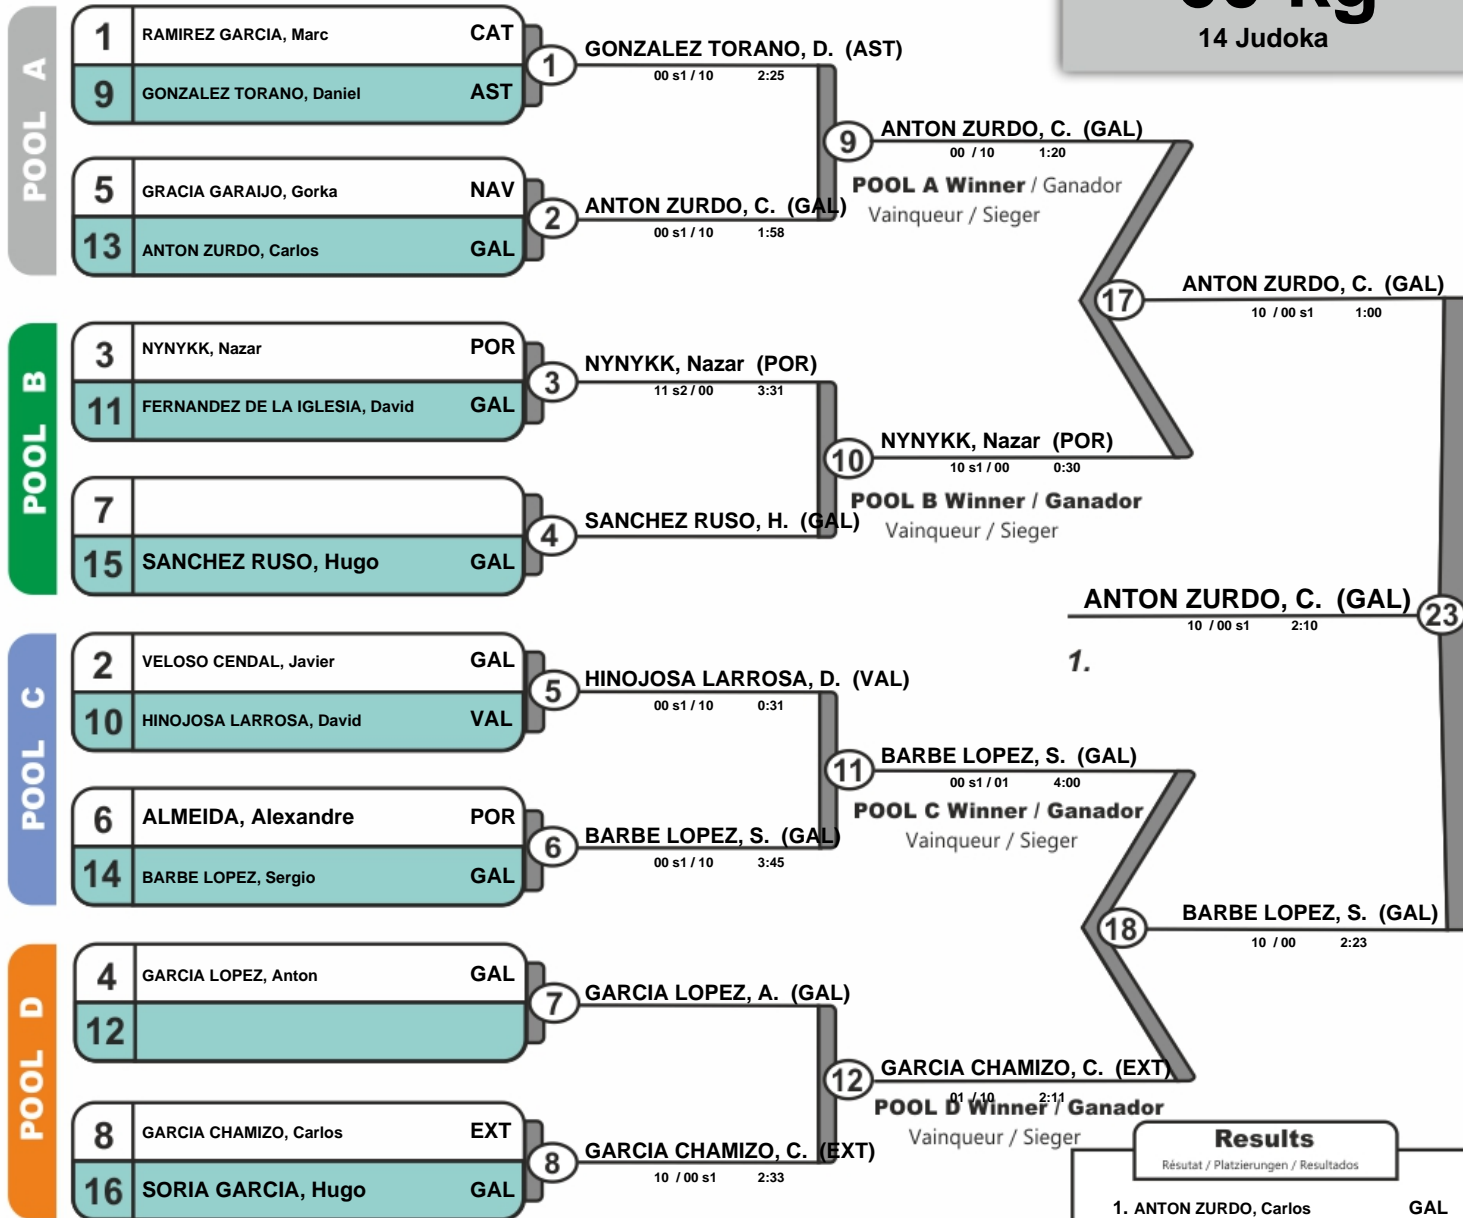 14 Judoka
POOL A
1 RAMIREZ GARCIA, Marc CAT
9 GONZALEZ TORANO, Daniel AST
1
GONZALEZ TORANO, D. (AST)
00 s1 / 10 2:25
5 GRACIA GARAIJO, Gorka NAV
13 ANTON ZURDO, Carlos GAL
2
ANTON ZURDO, C. (GAL)
00 s1 / 10 1:58
9
ANTON ZURDO, C. (GAL)
00 / 10 1:20
POOL A Winner / Ganador
Vainqueur / Sieger
POOL B
3 NYNYKK, Nazar POR
11 FERNANDEZ DE LA IGLESIA, David GAL
3
NYNYKK, Nazar (POR)
11 s2 / 00 3:31
7
15 SANCHEZ RUSO, Hugo GAL
4
SANCHEZ RUSO, H. (GAL)
10
NYNYKK, Nazar (POR)
10 s1 / 00 0:30
POOL B Winner / Ganador
Vainqueur / Sieger
17
ANTON ZURDO, C. (GAL)
10 / 00 s1 1:00
ANTON ZURDO, C. (GAL)
23
10 / 00 s1 2:10
1.
POOL C
2 VELOSO CENDAL, Javier GAL
10 HINOJOSA LARROSA, David VAL
5
HINOJOSA LARROSA, D. (VAL)
00 s1 / 10 0:31
6 ALMEIDA, Alexandre POR
14 BARBE LOPEZ, Sergio GAL
6
BARBE LOPEZ, S. (GAL)
00 s1 / 10 3:45
11
BARBE LOPEZ, S. (GAL)
00 s1 / 01 4:00
POOL C Winner / Ganador
Vainqueur / Sieger
18
BARBE LOPEZ, S. (GAL)
10 / 00 2:23
POOL D
4 GARCIA LOPEZ, Anton GAL
12
7
GARCIA LOPEZ, A. (GAL)
8 GARCIA CHAMIZO, Carlos EXT
16 SORIA GARCIA, Hugo GAL
8
GARCIA CHAMIZO, C. (EXT)
10 / 00 s1 2:33
12
GARCIA CHAMIZO, C. (EXT)
01 / 10 2:11
POOL D Winner / Ganador
Vainqueur / Sieger
Results
Résutat / Platzierungen / Resultados
1. ANTON ZURDO, Carlos GAL